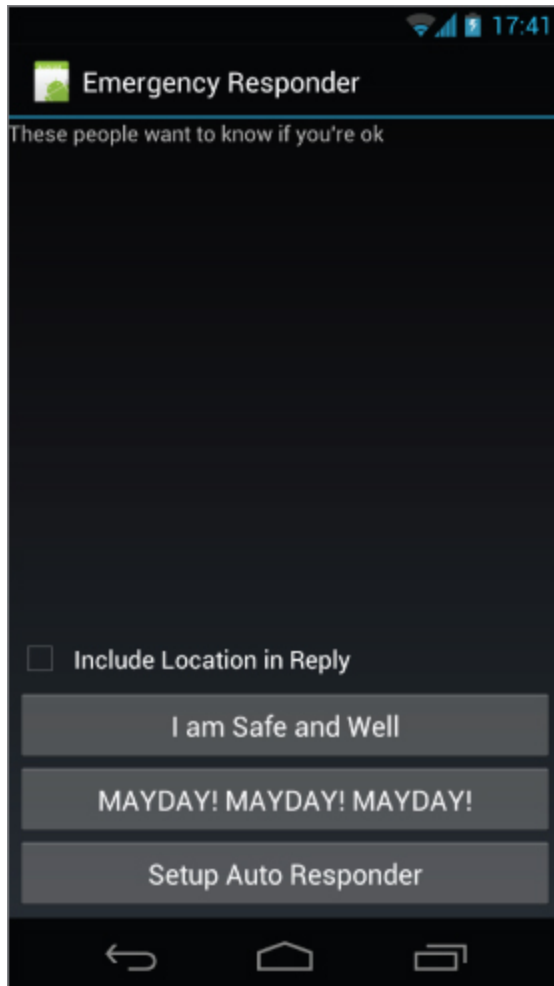 17:41
Emergency Responder
These people want to know if you're ok
Include Location in Reply
I am Safe and Well
MAYDAY! MAYDAY! MAYDAY!
Setup Auto Responder